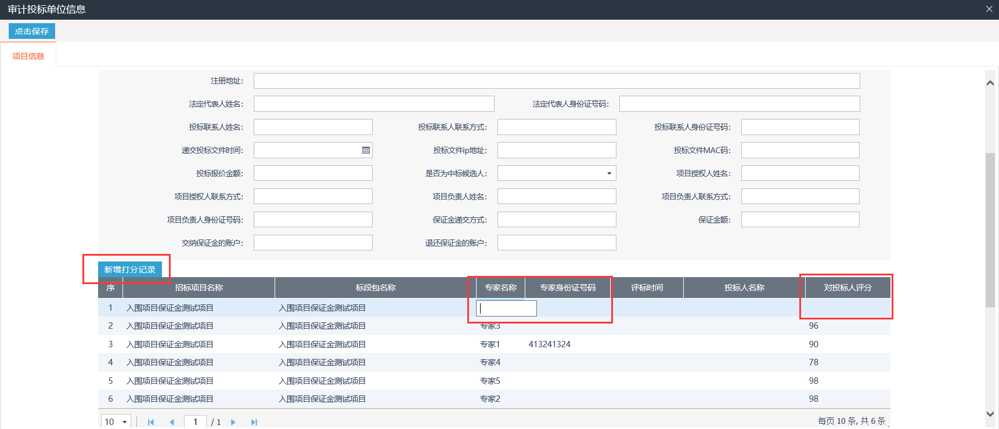 审计投标单位信息
点击保存
项目信息
注册地址:
法定代表人姓名: 法定代表人身份证号码:
投标联系人姓名: 投标联系人联系方式: 投标联系人身份证号码:
递交投标文件时间: 投标文件ip地址: 投标文件MAC码:
投标报价金额: 是否为中标候选人: 项目授权人姓名:
项目授权人联系方式: 项目负责人姓名: 项目负责人联系方式:
项目负责人身份证号码: 保证金递交方式: 保证金额:
交纳保证金的账户: 退还保证金的账户:
新增打分记录
序 招标项目名称 标段包名称 专家名称 专家身份证号码 评标时间 投标人名称 对投标人评分
1 入围项目保证金测试项目 入围项目保证金测试项目
2 入围项目保证金测试项目 入围项目保证金测试项目 专家3 96
3 入围项目保证金测试项目 入围项目保证金测试项目 专家1 413241324 90
4 入围项目保证金测试项目 入围项目保证金测试项目 专家4 78
5 入围项目保证金测试项目 入围项目保证金测试项目 专家5 98
6 入围项目保证金测试项目 入围项目保证金测试项目 专家2 98
10 1 / 1 每页 10 条, 共 6 条